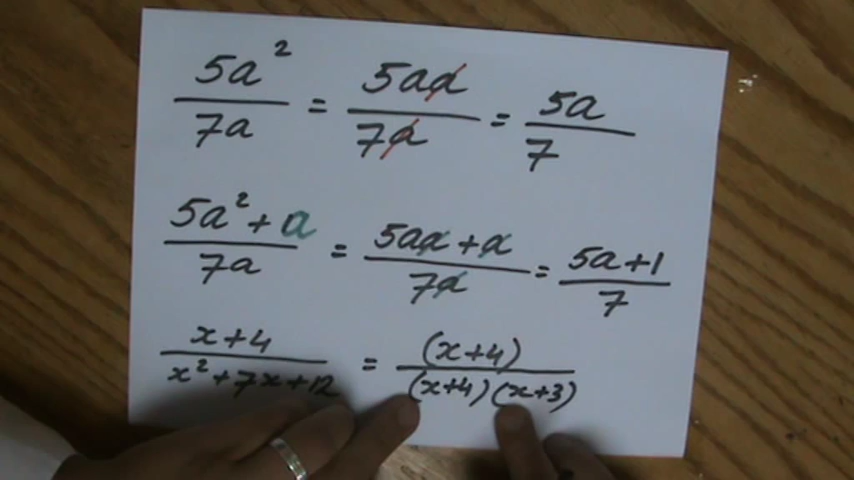 5a²/7a = 5aa/7a = 5a/7
5a²+a/7a = 5aa+a/7a = 5a+1/7
x+4/x²+7x+12 = (x+4)/(x+4)(x+3)